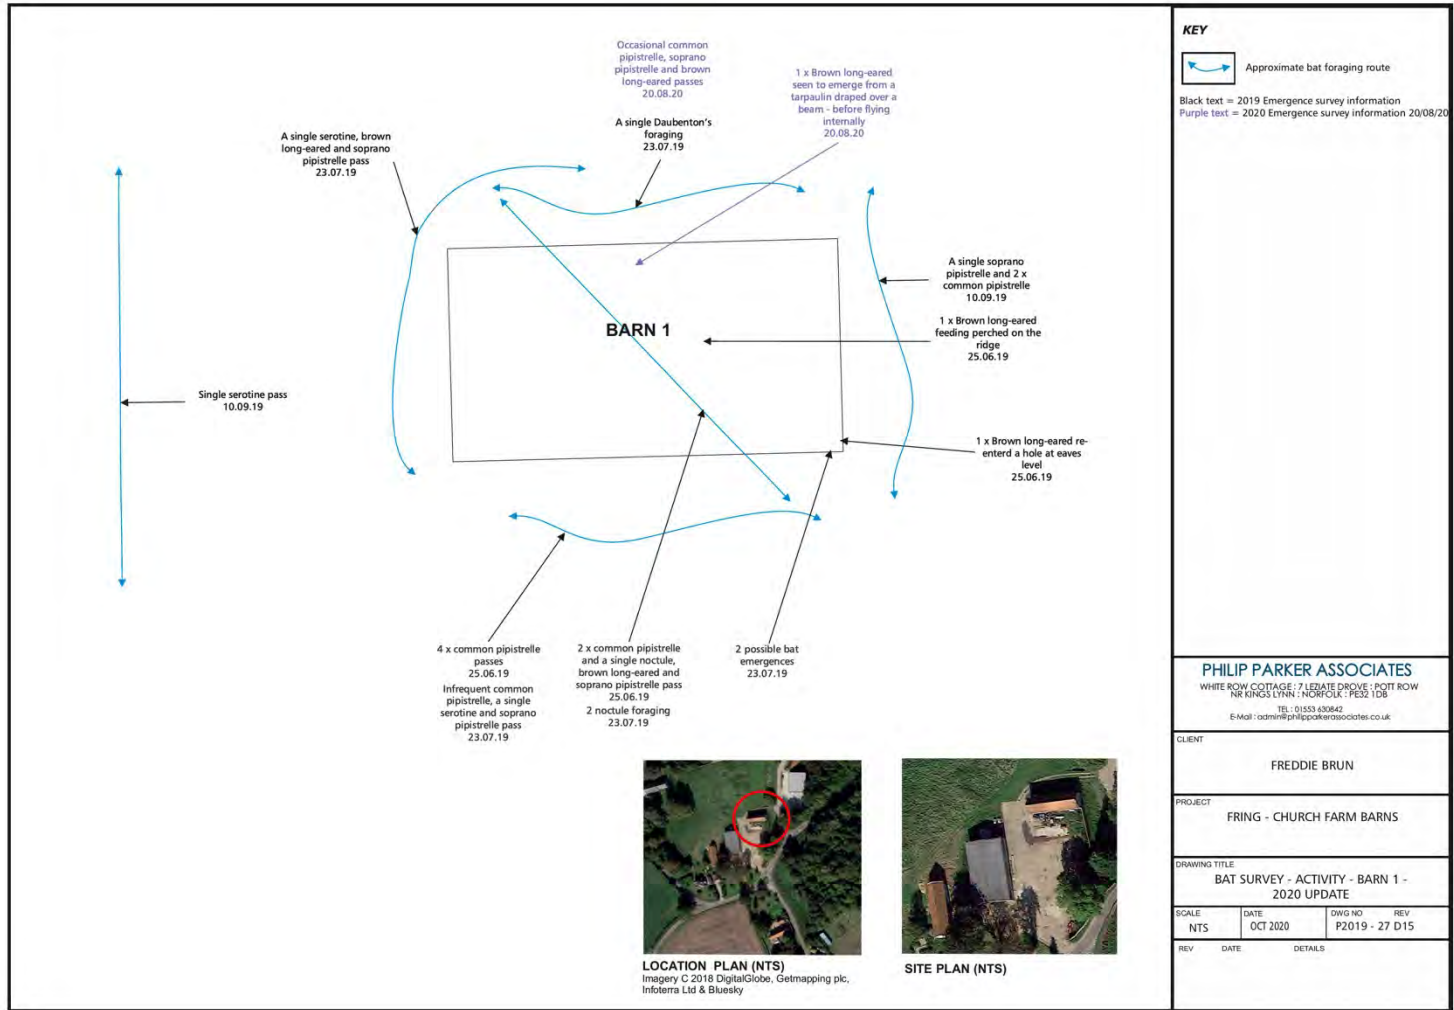 Occasional common
pipistrelle, soprano
pipistrelle and brown
long-eared passes
20.08.20
1 x Brown long-eared
seen to emerge from a
tarpaulin draped over a
beam - before flying
internally
20.08.20
A single Daubenton's
foraging
23.07.19
A single serotine, brown
long-eared and soprano
pipistrelle pass
23.07.19
A single soprano
pipistrelle and 2 x
common pipistrelle
10.09.19
BARN 1
1 x Brown long-eared
feeding perched on the
ridge
25.06.19
Single serotine pass
10.09.19
1 x Brown long-eared re-
enterd a hole at eaves
level
25.06.19
4 x common pipistrelle
passes
25.06.19
Infrequent common
pipistrelle, a single
serotine and soprano
pipistrelle pass
23.07.19
2 x common pipistrelle
and a single noctule,
brown long-eared and
soprano pipistrelle pass
25.06.19
2 noctule foraging
23.07.19
2 possible bat
emergences
23.07.19
LOCATION PLAN (NTS)
Imagery C 2018 DigitalGlobe, Getmapping plc,
Infoterra Ltd & Bluesky
SITE PLAN (NTS)
KEY
Approximate bat foraging route
Black text = 2019 Emergence survey information
Purple text = 2020 Emergence survey information 20/08/20
PHILIP PARKER ASSOCIATES
WHITE ROW COTTAGE : 7 LEZIATE DROVE : POTT ROW
NR KINGS LYNN : NORFOLK : PE32 1DB
TEL : 01553 630842
E-Mail : admin@philipparkerassociates.co.uk
CLIENT
FREDDIE BRUN
PROJECT
FRING - CHURCH FARM BARNS
DRAWING TITLE
BAT SURVEY - ACTIVITY - BARN 1 -
2020 UPDATE
SCALE DATE DWG NO REV
NTS OCT 2020 P2019 - 27 D15
REV DATE DETAILS